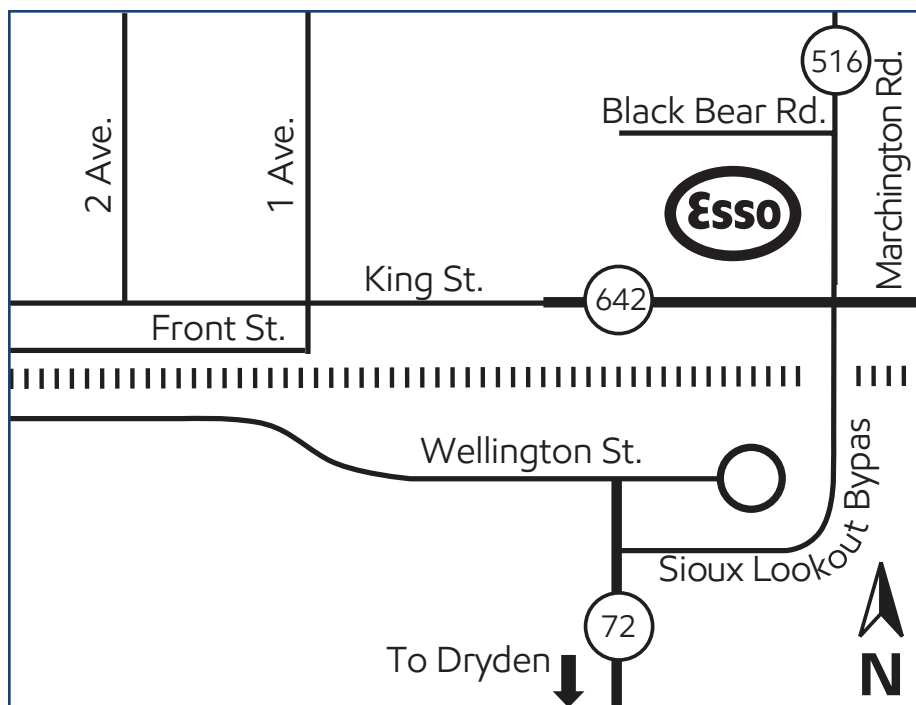 516
Marchington Rd.
Black Bear Rd.
2 Ave.
1 Ave.
Esso
King St.
642
Front St.
Wellington St.
Sioux Lookout Bypas
72
To Dryden
N